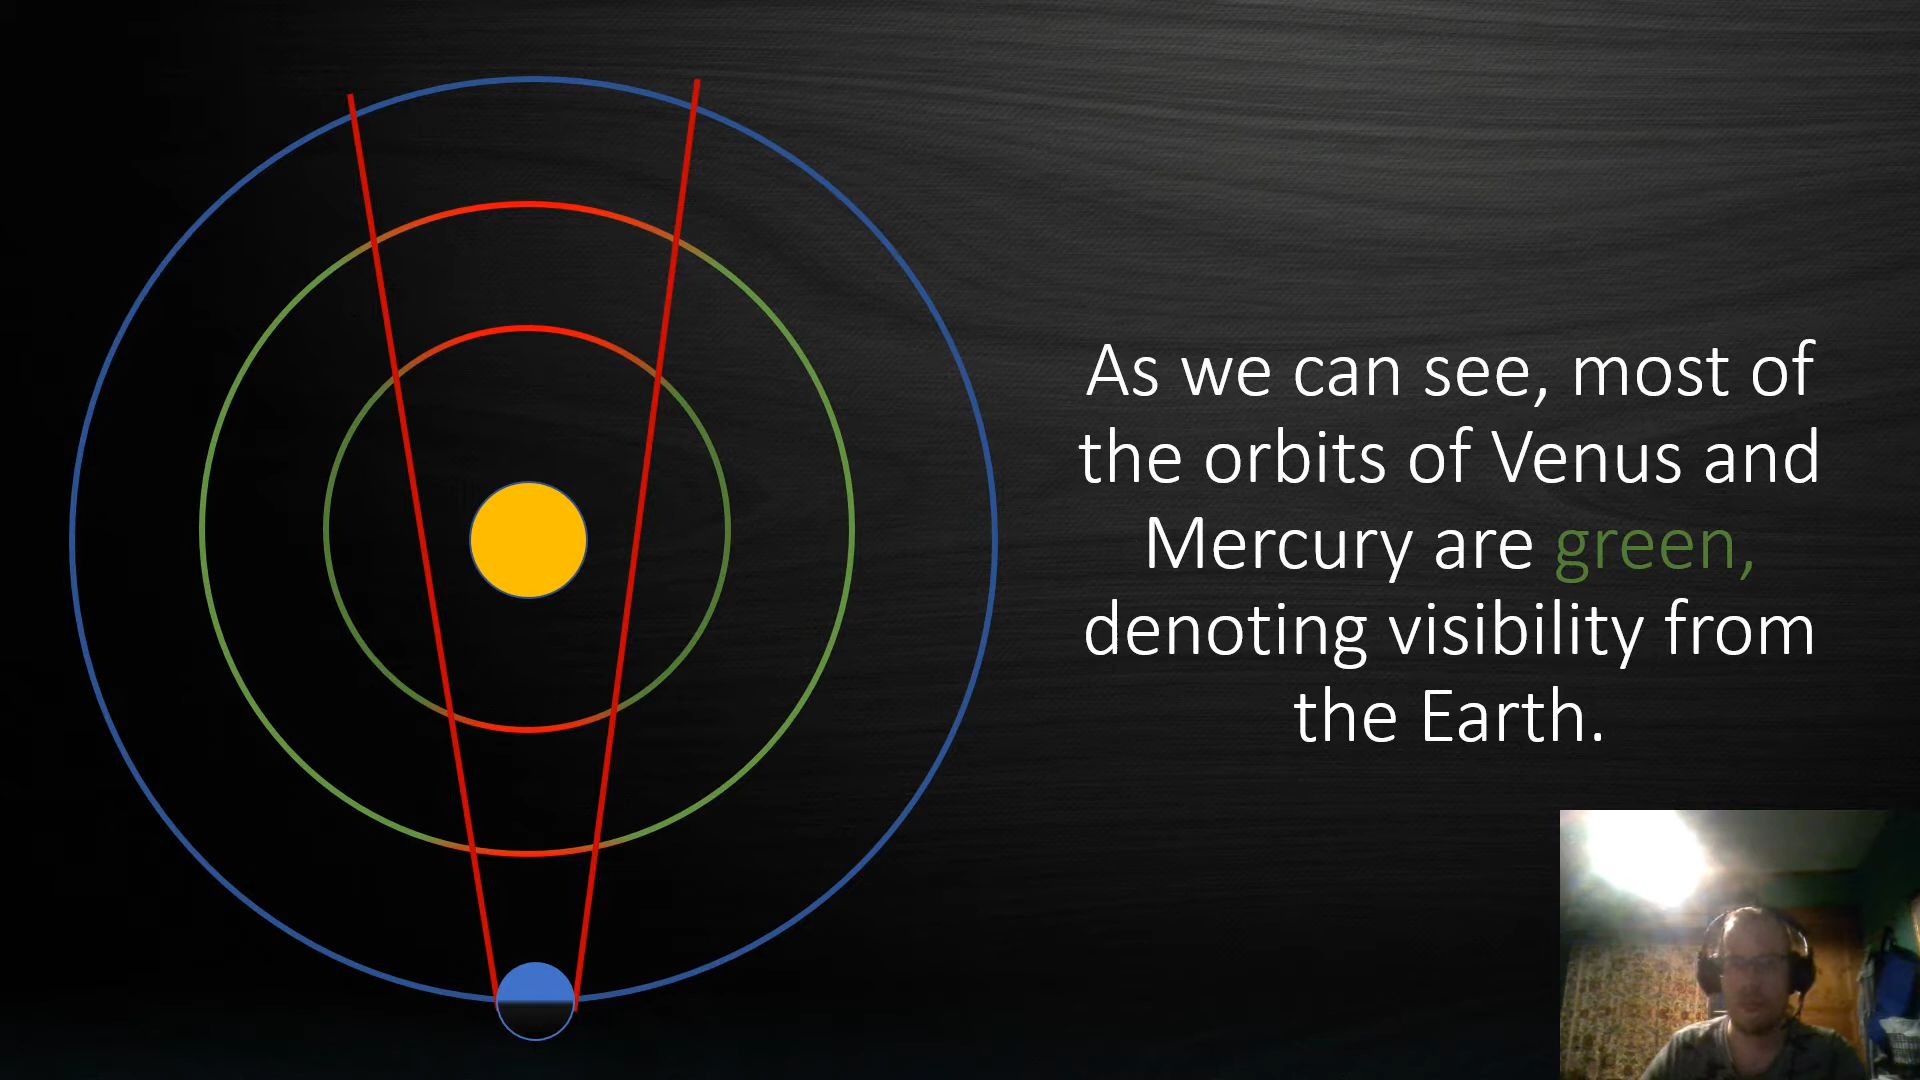 As we can see, most of
the orbits of Venus and
Mercury are green,
denoting visibility from
the Earth.